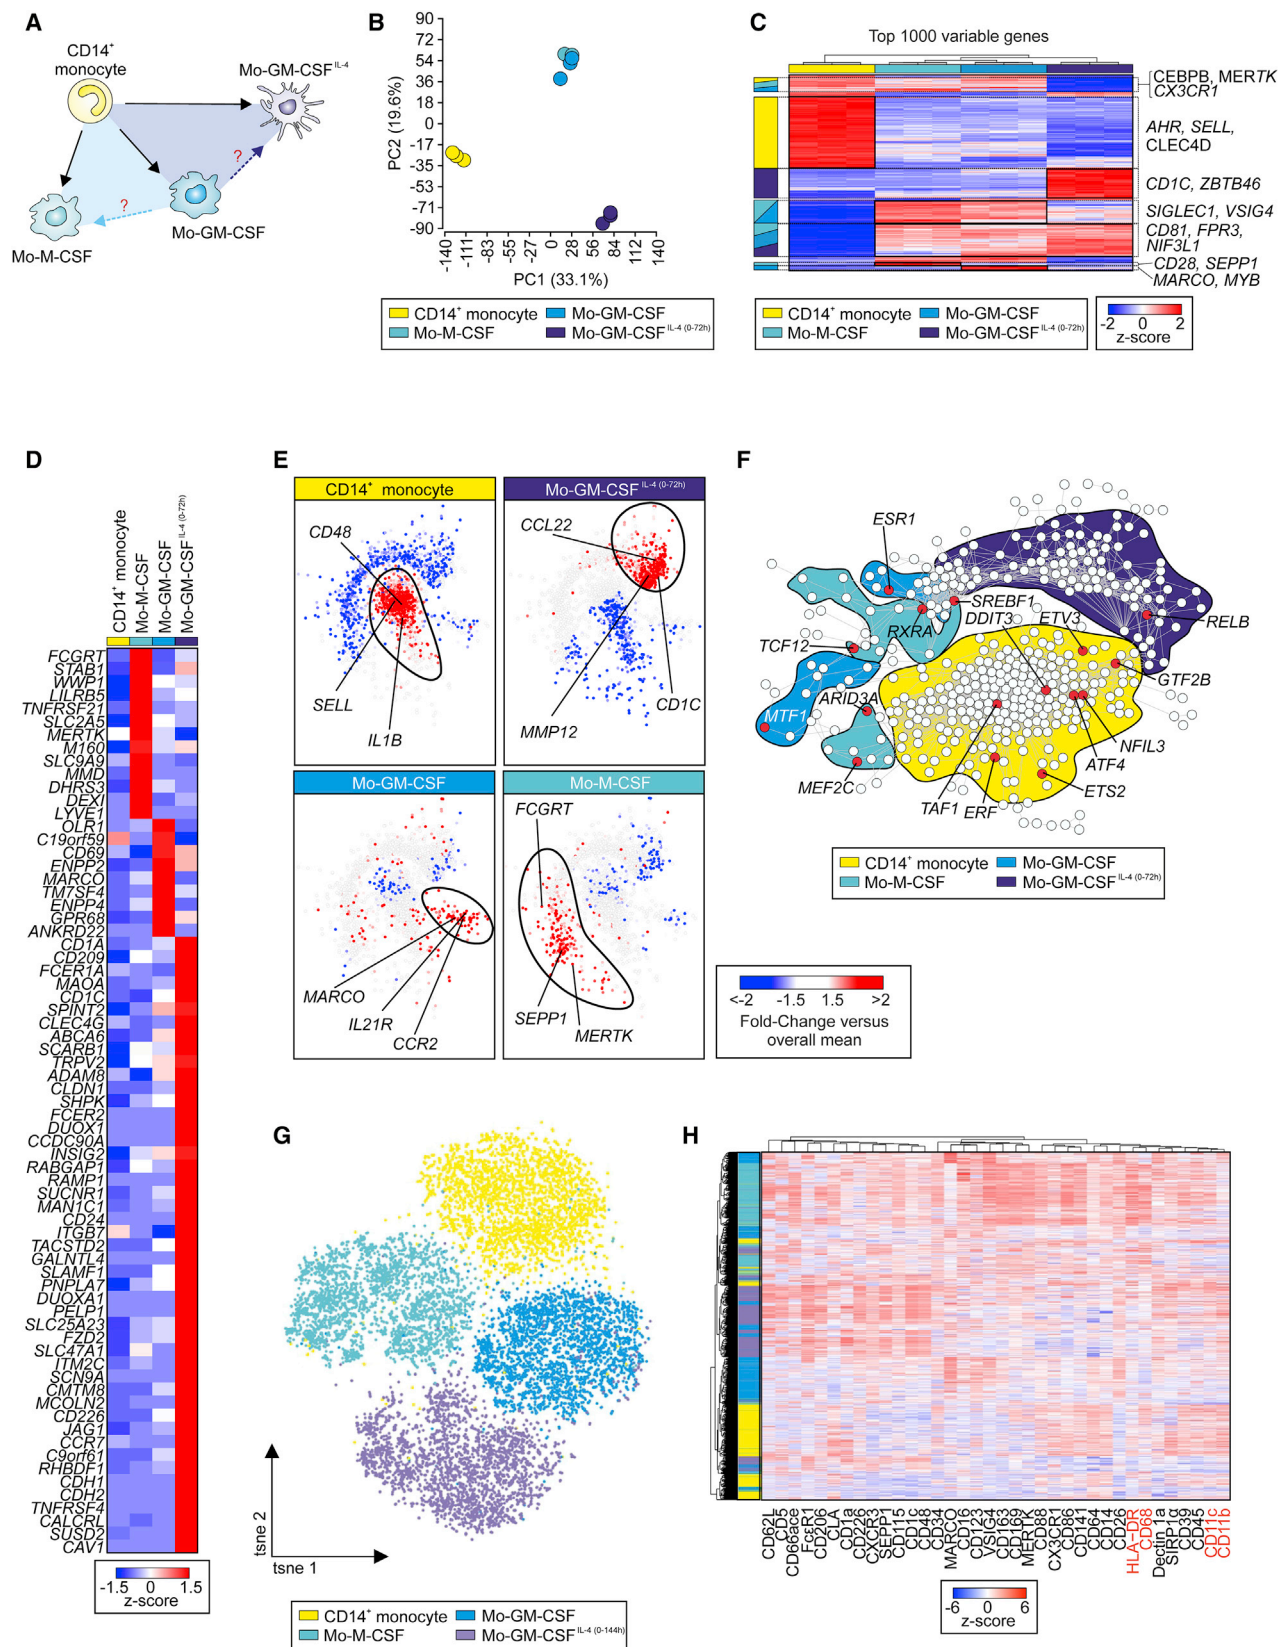 A
CD14⁺
monocyte
Mo-GM-CSF IL-4
?
?
Mo-GM-CSF
Mo-M-CSF
B
PC2 (19.6%)
90
72
54
36
18
0
-17
-35
-53
-71
-90
-140
-111
-83
-55
-27
0
28
56
84
112
140
PC1 (33.1%)
CD14⁺ monocyte
Mo-GM-CSF
Mo-M-CSF
Mo-GM-CSF IL-4 (0-72h)
C
Top 1000 variable genes
CEBPB, MERTK
CX3CR1
AHR, SELL,
CLEC4D
CD1C, ZBTB46
SIGLEC1, VSIG4
CD81, FPR3,
NIF3L1
CD28, SEPP1
MARCO, MYB
CD14⁺ monocyte
Mo-GM-CSF
Mo-M-CSF
Mo-GM-CSF IL-4 (0-72h)
-2 0 2
z-score
D
CD14⁺ monocyte
Mo-M-CSF
Mo-GM-CSF
Mo-GM-CSF IL-4 (0-72h)
FCGRT
STAB1
WWP1
LILRB5
TNFRSF21
SLC2A5
MERTK
M160
SLC9A9
MMD
DHRS3
DEXI
LYVE1
OLR1
C19orf59
CD69
ENPP2
MARCO
TM7SF4
ENPP4
GPR68
ANKRD22
CD1A
CD209
FCER1A
MAOA
CD1C
SPINT2
CLEC4G
ABCA6
SCARB1
TRPV2
ADAM8
CLDN1
SHPK
FCER2
DUOX1
CCDC90A
INSIG2
RABGAP1
RAMP1
SUCNR1
MAN1C1
CD24
ITGB7
TACSTD2
GALNTL4
SLAMF1
PNPLA7
DUOXA1
PELP1
SLC25A23
FZD2
SLC47A1
ITM2C
SCN9A
CMTM8
MCOLN2
CD226
JAG1
CCR7
C9orf61
RHBDF1
CDH1
CDH2
TNFRSF4
CALCRL
SUSD2
CAV1
-1.5 0 1.5
z-score
E
CD14⁺ monocyte
CD48
SELL
IL1B
Mo-GM-CSF IL-4 (0-72h)
CCL22
CD1C
MMP12
Mo-GM-CSF
MARCO
IL21R
CCR2
Mo-M-CSF
FCGRT
SEPP1
MERTK
<-2 -1.5 1.5 >2
Fold-Change versus
overall mean
F
ESR1
SREBF1
DDIT3
ETV3
RELB
RXRA
TCF12
GTF2B
ARID3A
MTF1
NFIL3
ATF4
MEF2C
ETS2
TAF1
ERF
CD14⁺ monocyte
Mo-GM-CSF
Mo-M-CSF
Mo-GM-CSF IL-4 (0-72h)
G
tsne 2
tsne 1
CD14⁺ monocyte
Mo-GM-CSF
Mo-M-CSF
Mo-GM-CSF IL-4 (0-144h)
H
CD62L
CD5
CD66ace
FcεR1
CD206
CLA
CD1a
CD226
CXCR3
SEPP1
CD115
CD1c
CD48
CD34
MARCO
CD16
CD123
VSIG4
CD163
CD169
MERTK
CD88
CX3CR1
CD86
CD141
CD64
CD14
CD26
HLA-DR
CD68
Dectin 1a
SIRP1α
CD39
CD45
CD11c
CD11b
-6 0 6
z-score